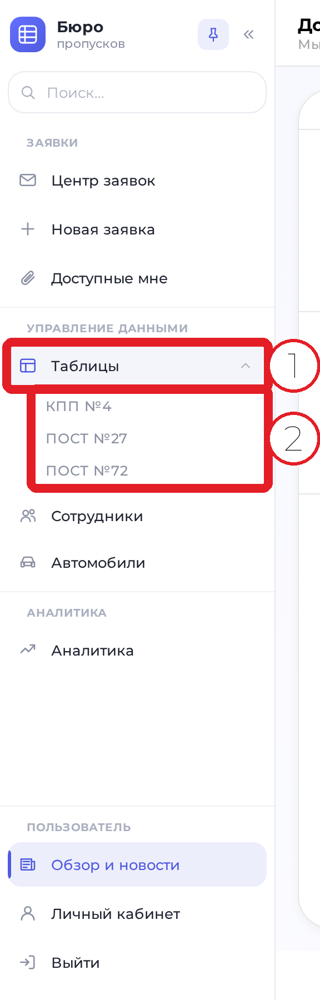 Бюро
пропусков
До
Мы
Поиск...
ЗАЯВКИ
Центр заявок
Новая заявка
Доступные мне
УПРАВЛЕНИЕ ДАННЫМИ
Таблицы
1
КПП №4
ПОСТ №27
2
ПОСТ №72
Сотрудники
Автомобили
АНАЛИТИКА
Аналитика
ПОЛЬЗОВАТЕЛЬ
Обзор и новости
Личный кабинет
Выйти